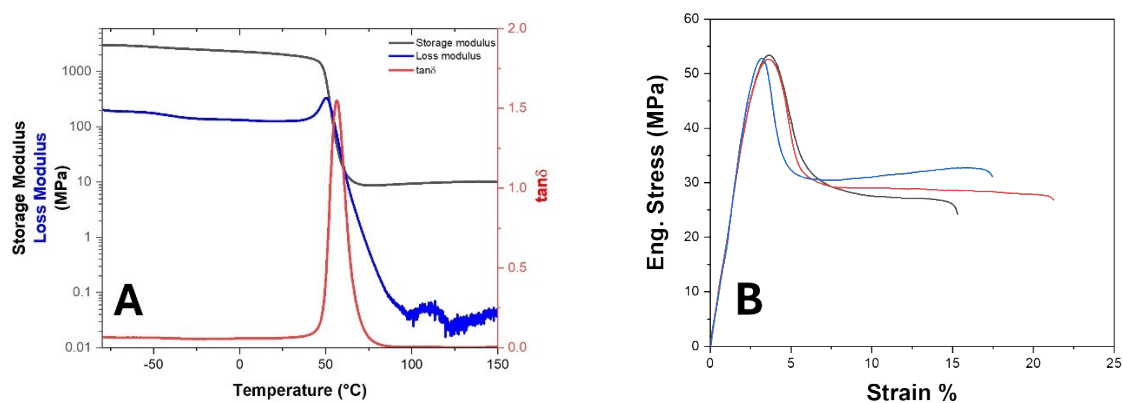 Storage Modulus
Loss Modulus
(MPa)
1000
100
10
1
0.1
0.01
-50
0
50
100
150
Temperature (°C)
2.0
1.5
1.0
0.5
0.0
tanδ
Storage modulus
Loss modulus
tanδ
A
Eng. Stress (MPa)
60
50
40
30
20
10
0
0
5
10
15
20
25
Strain %
B